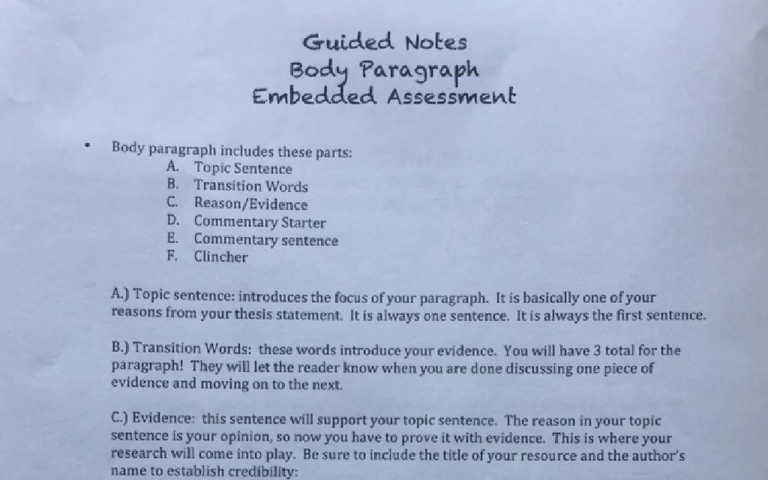 Guided Notes
Body Paragraph
Embedded Assessment
• Body paragraph includes these parts:
A. Topic Sentence
B. Transition Words
C. Reason/Evidence
D. Commentary Starter
E. Commentary sentence
F. Clincher
A.) Topic sentence: introduces the focus of your paragraph. It is basically one of your
reasons from your thesis statement. It is always one sentence. It is always the first sentence.
B.) Transition Words: these words introduce your evidence. You will have 3 total for the
paragraph! They will let the reader know when you are done discussing one piece of
evidence and moving on to the next.
C.) Evidence: this sentence will support your topic sentence. The reason in your topic
sentence is your opinion, so now you have to prove it with evidence. This is where your
research will come into play. Be sure to include the title of your resource and the author's
name to establish credibility: